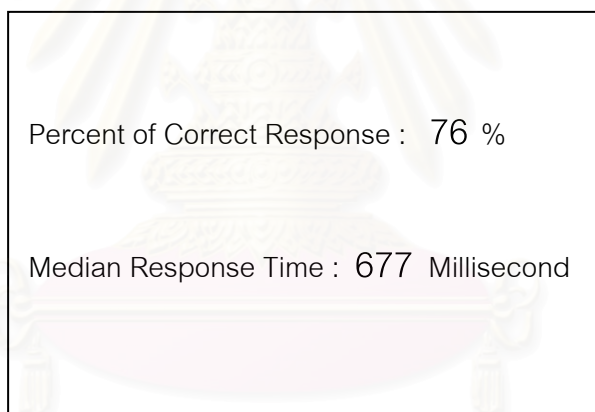 Percent of Correct Response : 76 %
Median Response Time : 677 Millisecond